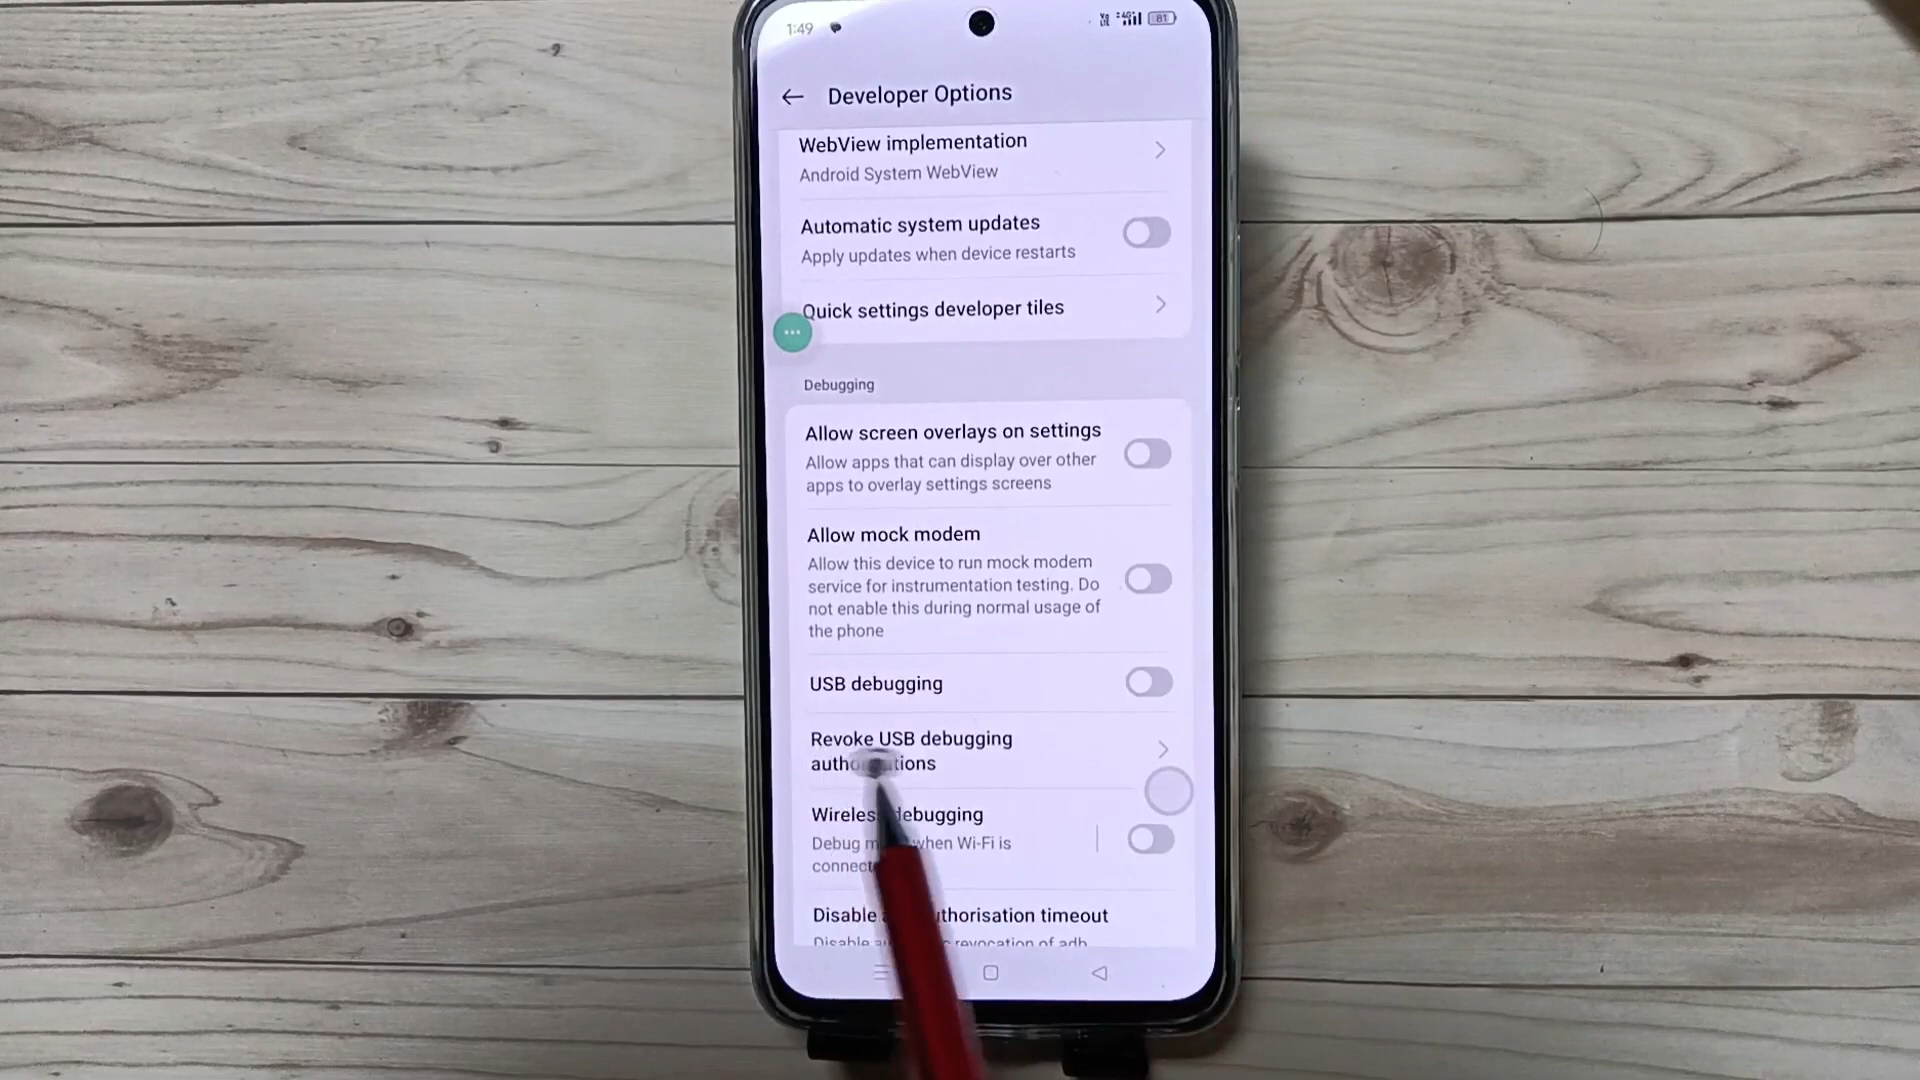 1:49
81
Developer Options
WebView implementation
Android System WebView
Automatic system updates
Apply updates when device restarts
Quick settings developer tiles
Debugging
Allow screen overlays on settings
Allow apps that can display over other
apps to overlay settings screens
Allow mock modem
Allow this device to run mock modem
service for instrumentation testing. Do
not enable this during normal usage of
the phone
USB debugging
Revoke USB debugging
Wireless debugging
Debug when Wi-Fi is
Disable authorisation timeout
Disable revocation of adb